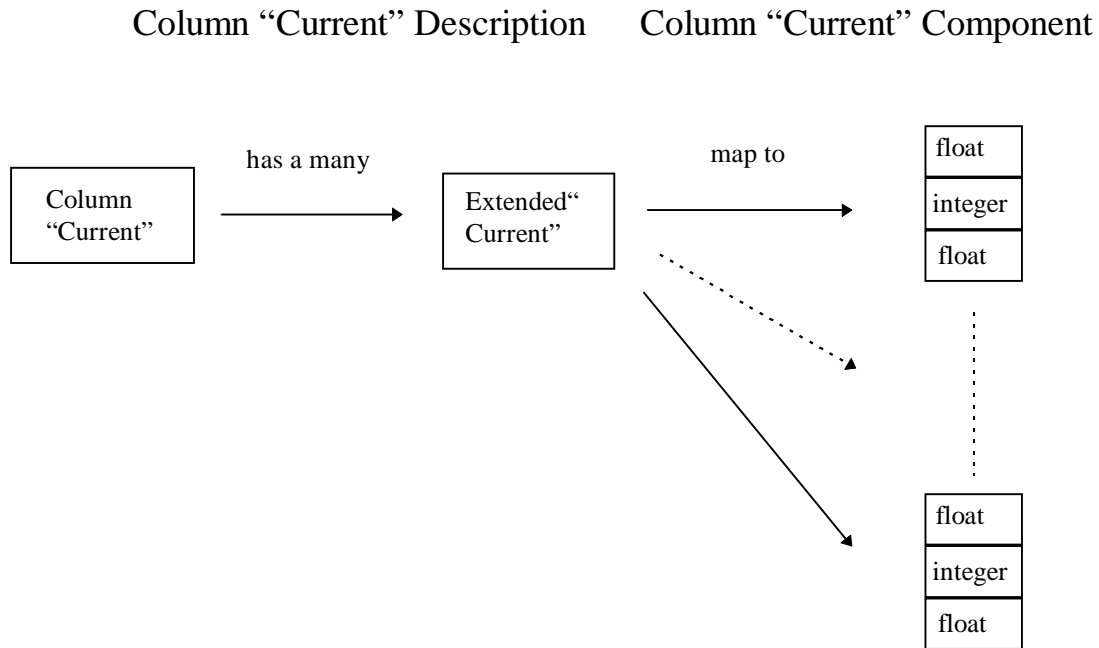 Column “Current” Description
Column “Current” Component
has a many
map to
Column
“Current”
Extended“
Current”
float
integer
float
float
integer
float